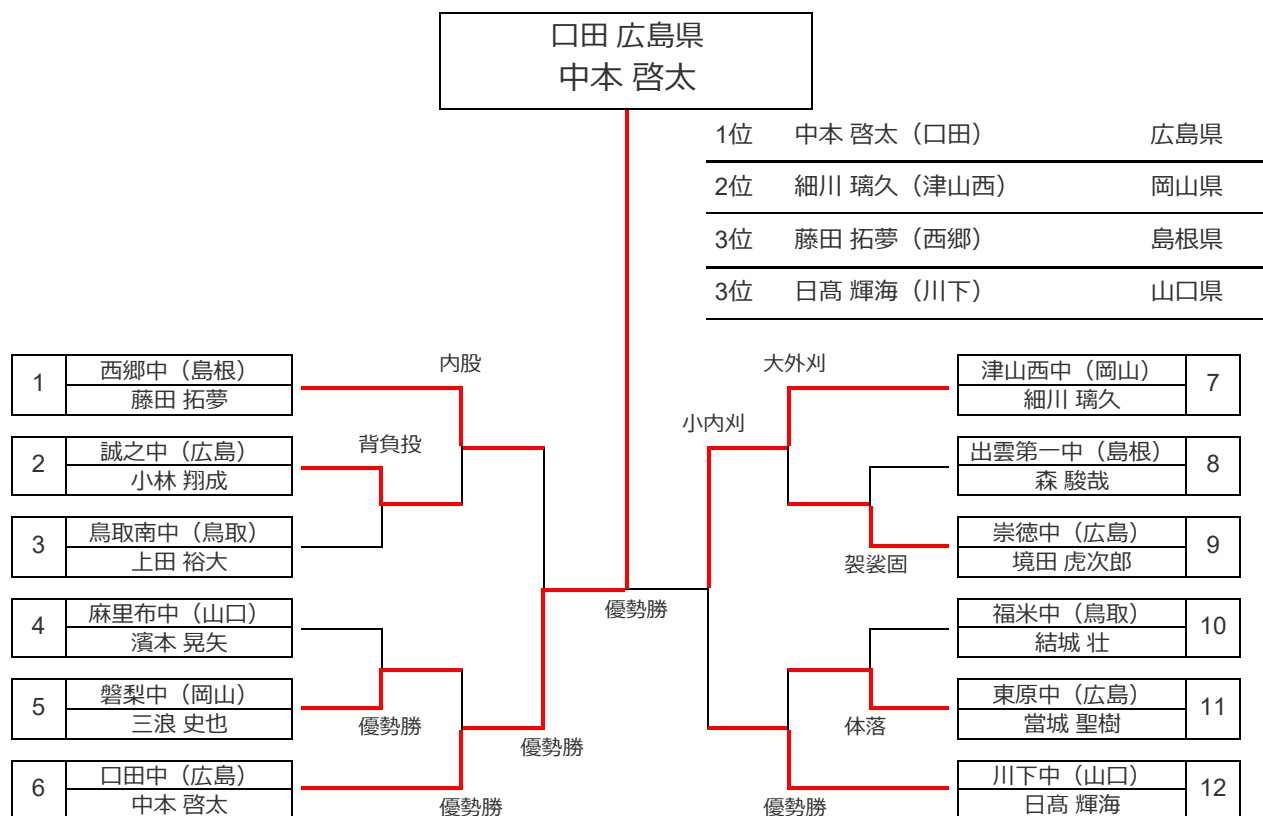 口田 広島県
中本 啓太
1位 中本 啓太（口田） 広島県
2位 細川 璃久（津山西） 岡山県
3位 藤田 拓夢（西郷） 島根県
3位 日髙 輝海（川下） 山口県
1 西郷中（島根）
藤田 拓夢
2 誠之中（広島）
小林 翔成
3 鳥取南中（鳥取）
上田 裕大
4 麻里布中（山口）
濱本 晃矢
5 磐梨中（岡山）
三浪 史也
6 口田中（広島）
中本 啓太
内股
背負投
優勢勝
優勢勝
優勢勝
優勢勝
大外刈
小内刈
袈裟固
体落
優勢勝
津山西中（岡山） 7
細川 璃久
出雲第一中（島根） 8
森 駿哉
崇徳中（広島） 9
境田 虎次郎
福米中（鳥取） 10
結城 壮
東原中（広島） 11
當城 聖樹
川下中（山口） 12
日髙 輝海